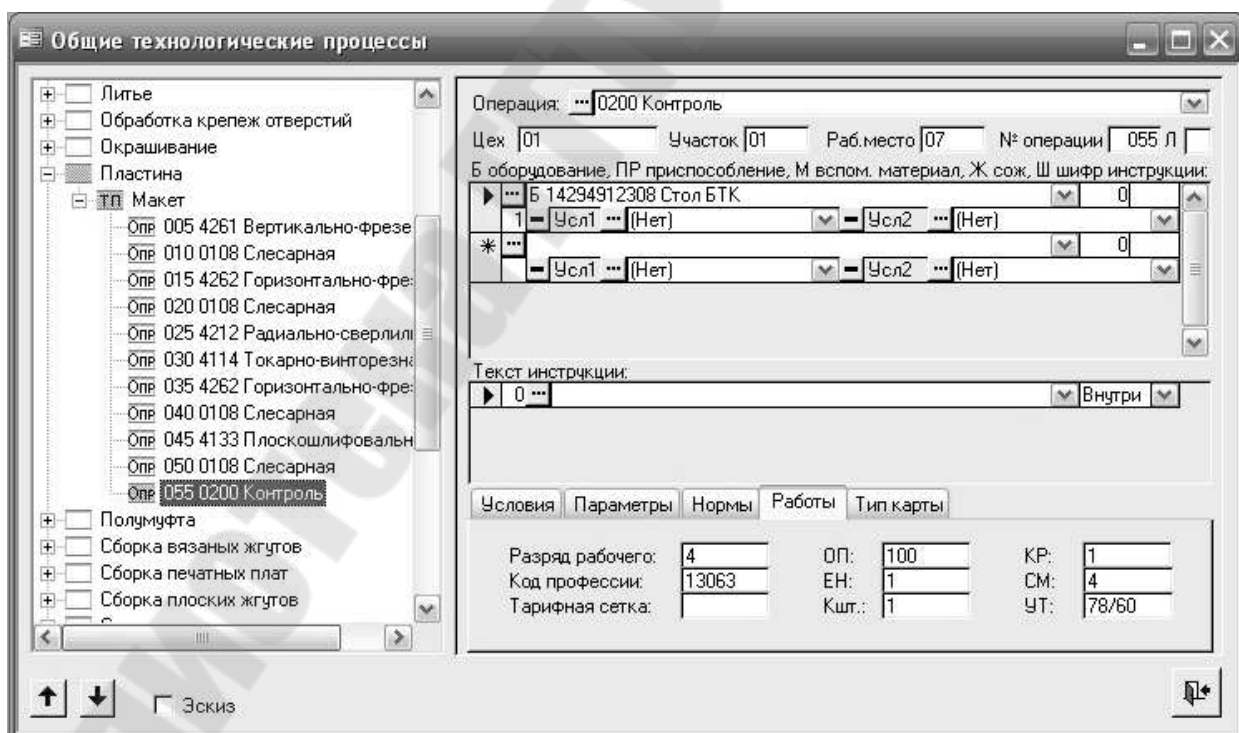 Общие технологические процессы
Литье
Обработка крепеж отверстий
Окрашивание
Пластина
ТП Макет
Опр 005 4261 Вертикально-фрезе
Опр 010 0108 Слесарная
Опр 015 4262 Горизонтально-фре
Опр 020 0108 Слесарная
Опр 025 4212 Радиально-сверлил
Опр 030 4114 Токарно-винторезна
Опр 035 4262 Горизонтально-фре
Опр 040 0108 Слесарная
Опр 045 4133 Плоскошлифовальн
Опр 050 0108 Слесарная
Опр 055 0200 Контроль
Полумуфта
Сборка вязаных жгутов
Сборка печатных плат
Сборка плоских жгутов
Эскиз
Операция: ... 0200 Контроль
Цех 01 Участок 01 Раб.место 07 № операции 055 Л
Б оборудование, ПР приспособление, М вспом. материал, Ж сож, Ш шифр инструкции:
... Б 14294912308 Стол БТК 0
1 Усл1 ... (Нет) Усл2 ... (Нет)
* ... 0
Усл1 ... (Нет) Усл2 ... (Нет)
Текст инструкции:
0 ... Внутри
Условия Параметры Нормы Работы Тип карты
Разряд рабочего: 4 ОП: 100 КР: 1
Код профессии: 13063 ЕН: 1 СМ: 4
Тарифная сетка: Кшт.: 1 УТ: 78/60